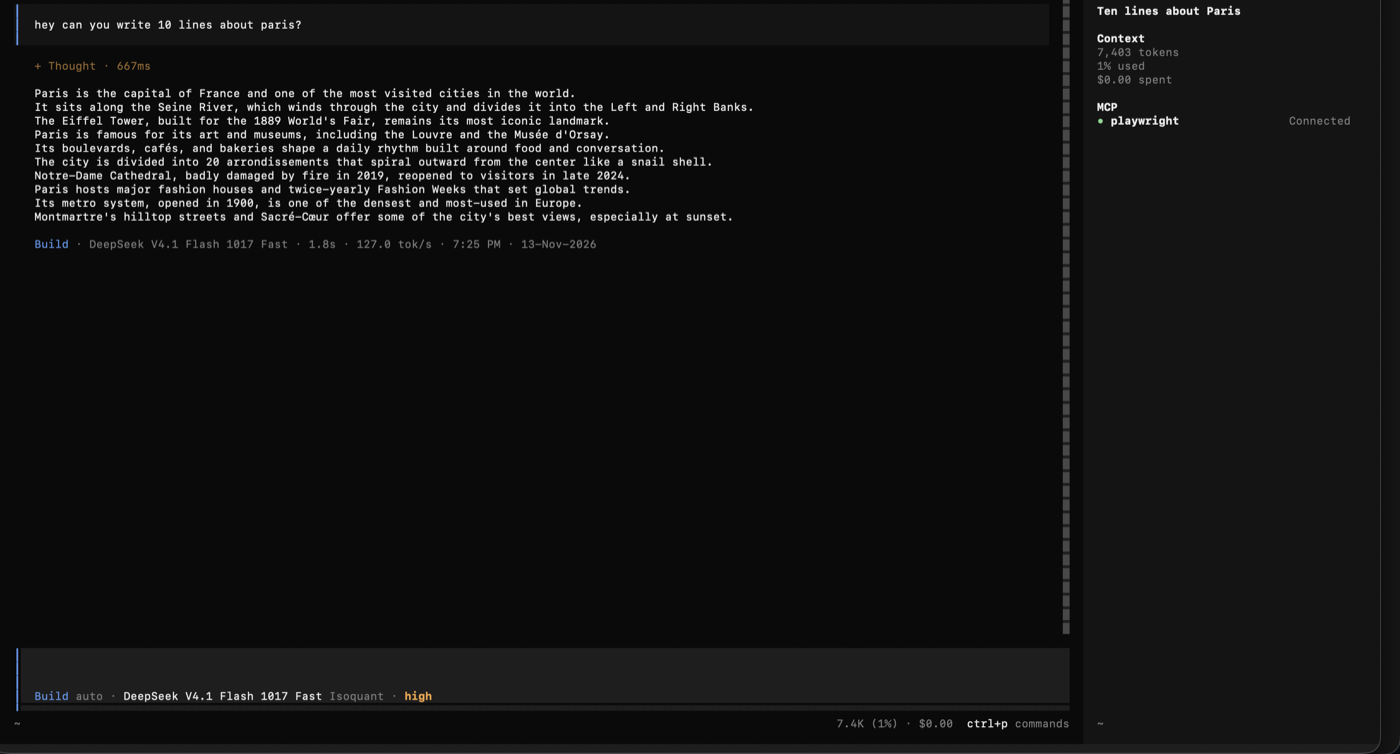 hey can you write 10 lines about paris?
+ Thought · 667ms
Paris is the capital of France and one of the most visited cities in the world.
It sits along the Seine River, which winds through the city and divides it into the Left and Right Banks.
The Eiffel Tower, built for the 1889 World's Fair, remains its most iconic landmark.
Paris is famous for its art and museums, including the Louvre and the Musée d'Orsay.
Its boulevards, cafés, and bakeries shape a daily rhythm built around food and conversation.
The city is divided into 20 arrondissements that spiral outward from the center like a snail shell.
Notre-Dame Cathedral, badly damaged by fire in 2019, reopened to visitors in late 2024.
Paris hosts major fashion houses and twice-yearly Fashion Weeks that set global trends.
Its metro system, opened in 1900, is one of the densest and most-used in Europe.
Montmartre's hilltop streets and Sacré-Cœur offer some of the city's best views, especially at sunset.
Build · DeepSeek V4.1 Flash 1017 Fast · 1.8s · 127.0 tok/s · 7:25 PM · 13-Nov-2026
Build auto · DeepSeek V4.1 Flash 1017 Fast Isoquant · high
~ 7.4K (1%) · $0.00 ctrl+p commands
Ten lines about Paris
Context
7,403 tokens
1% used
$0.00 spent
MCP
• playwright Connected
~